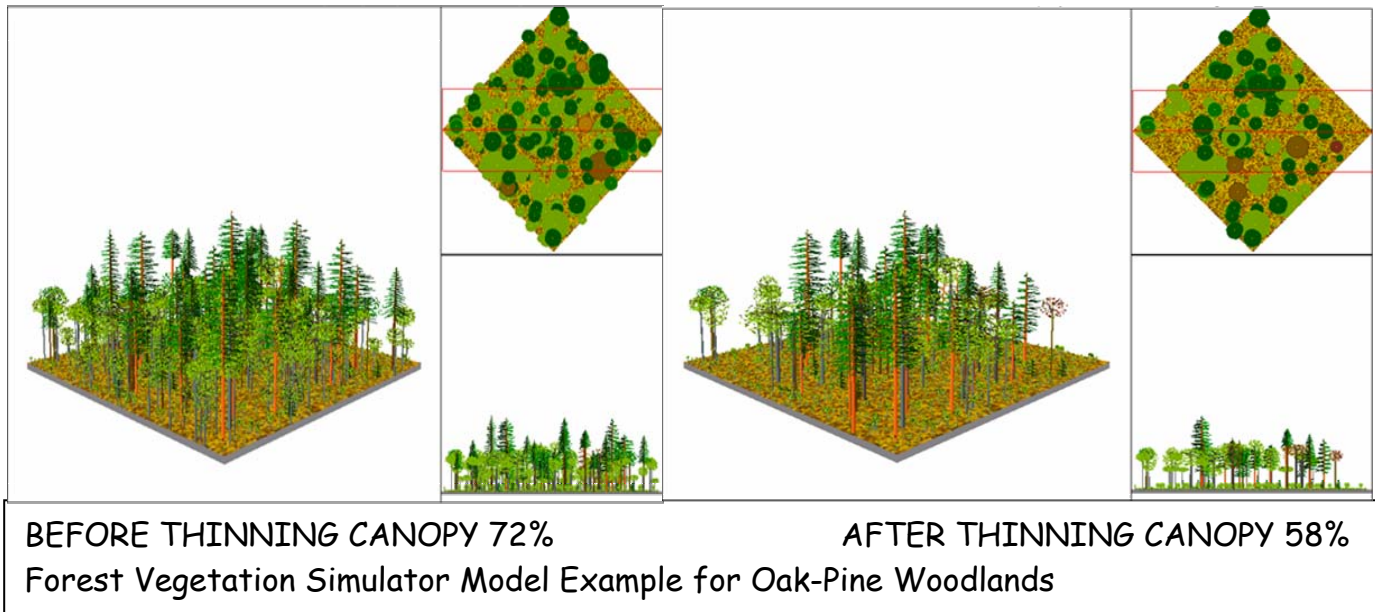 BEFORE THINNING CANOPY 72%
AFTER THINNING CANOPY 58%
Forest Vegetation Simulator Model Example for Oak-Pine Woodlands